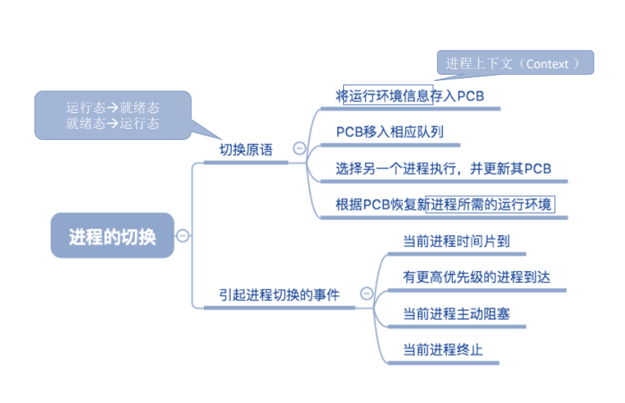 进程上下文（Context ）
运行态→就绪态
就绪态→运行态
将运行环境信息存入PCB
PCB移入相应队列
切换原语
选择另一个进程执行，并更新其PCB
根据PCB恢复新进程所需的运行环境
进程的切换
当前进程时间片到
有更高优先级的进程到达
引起进程切换的事件
当前进程主动阻塞
当前进程终止